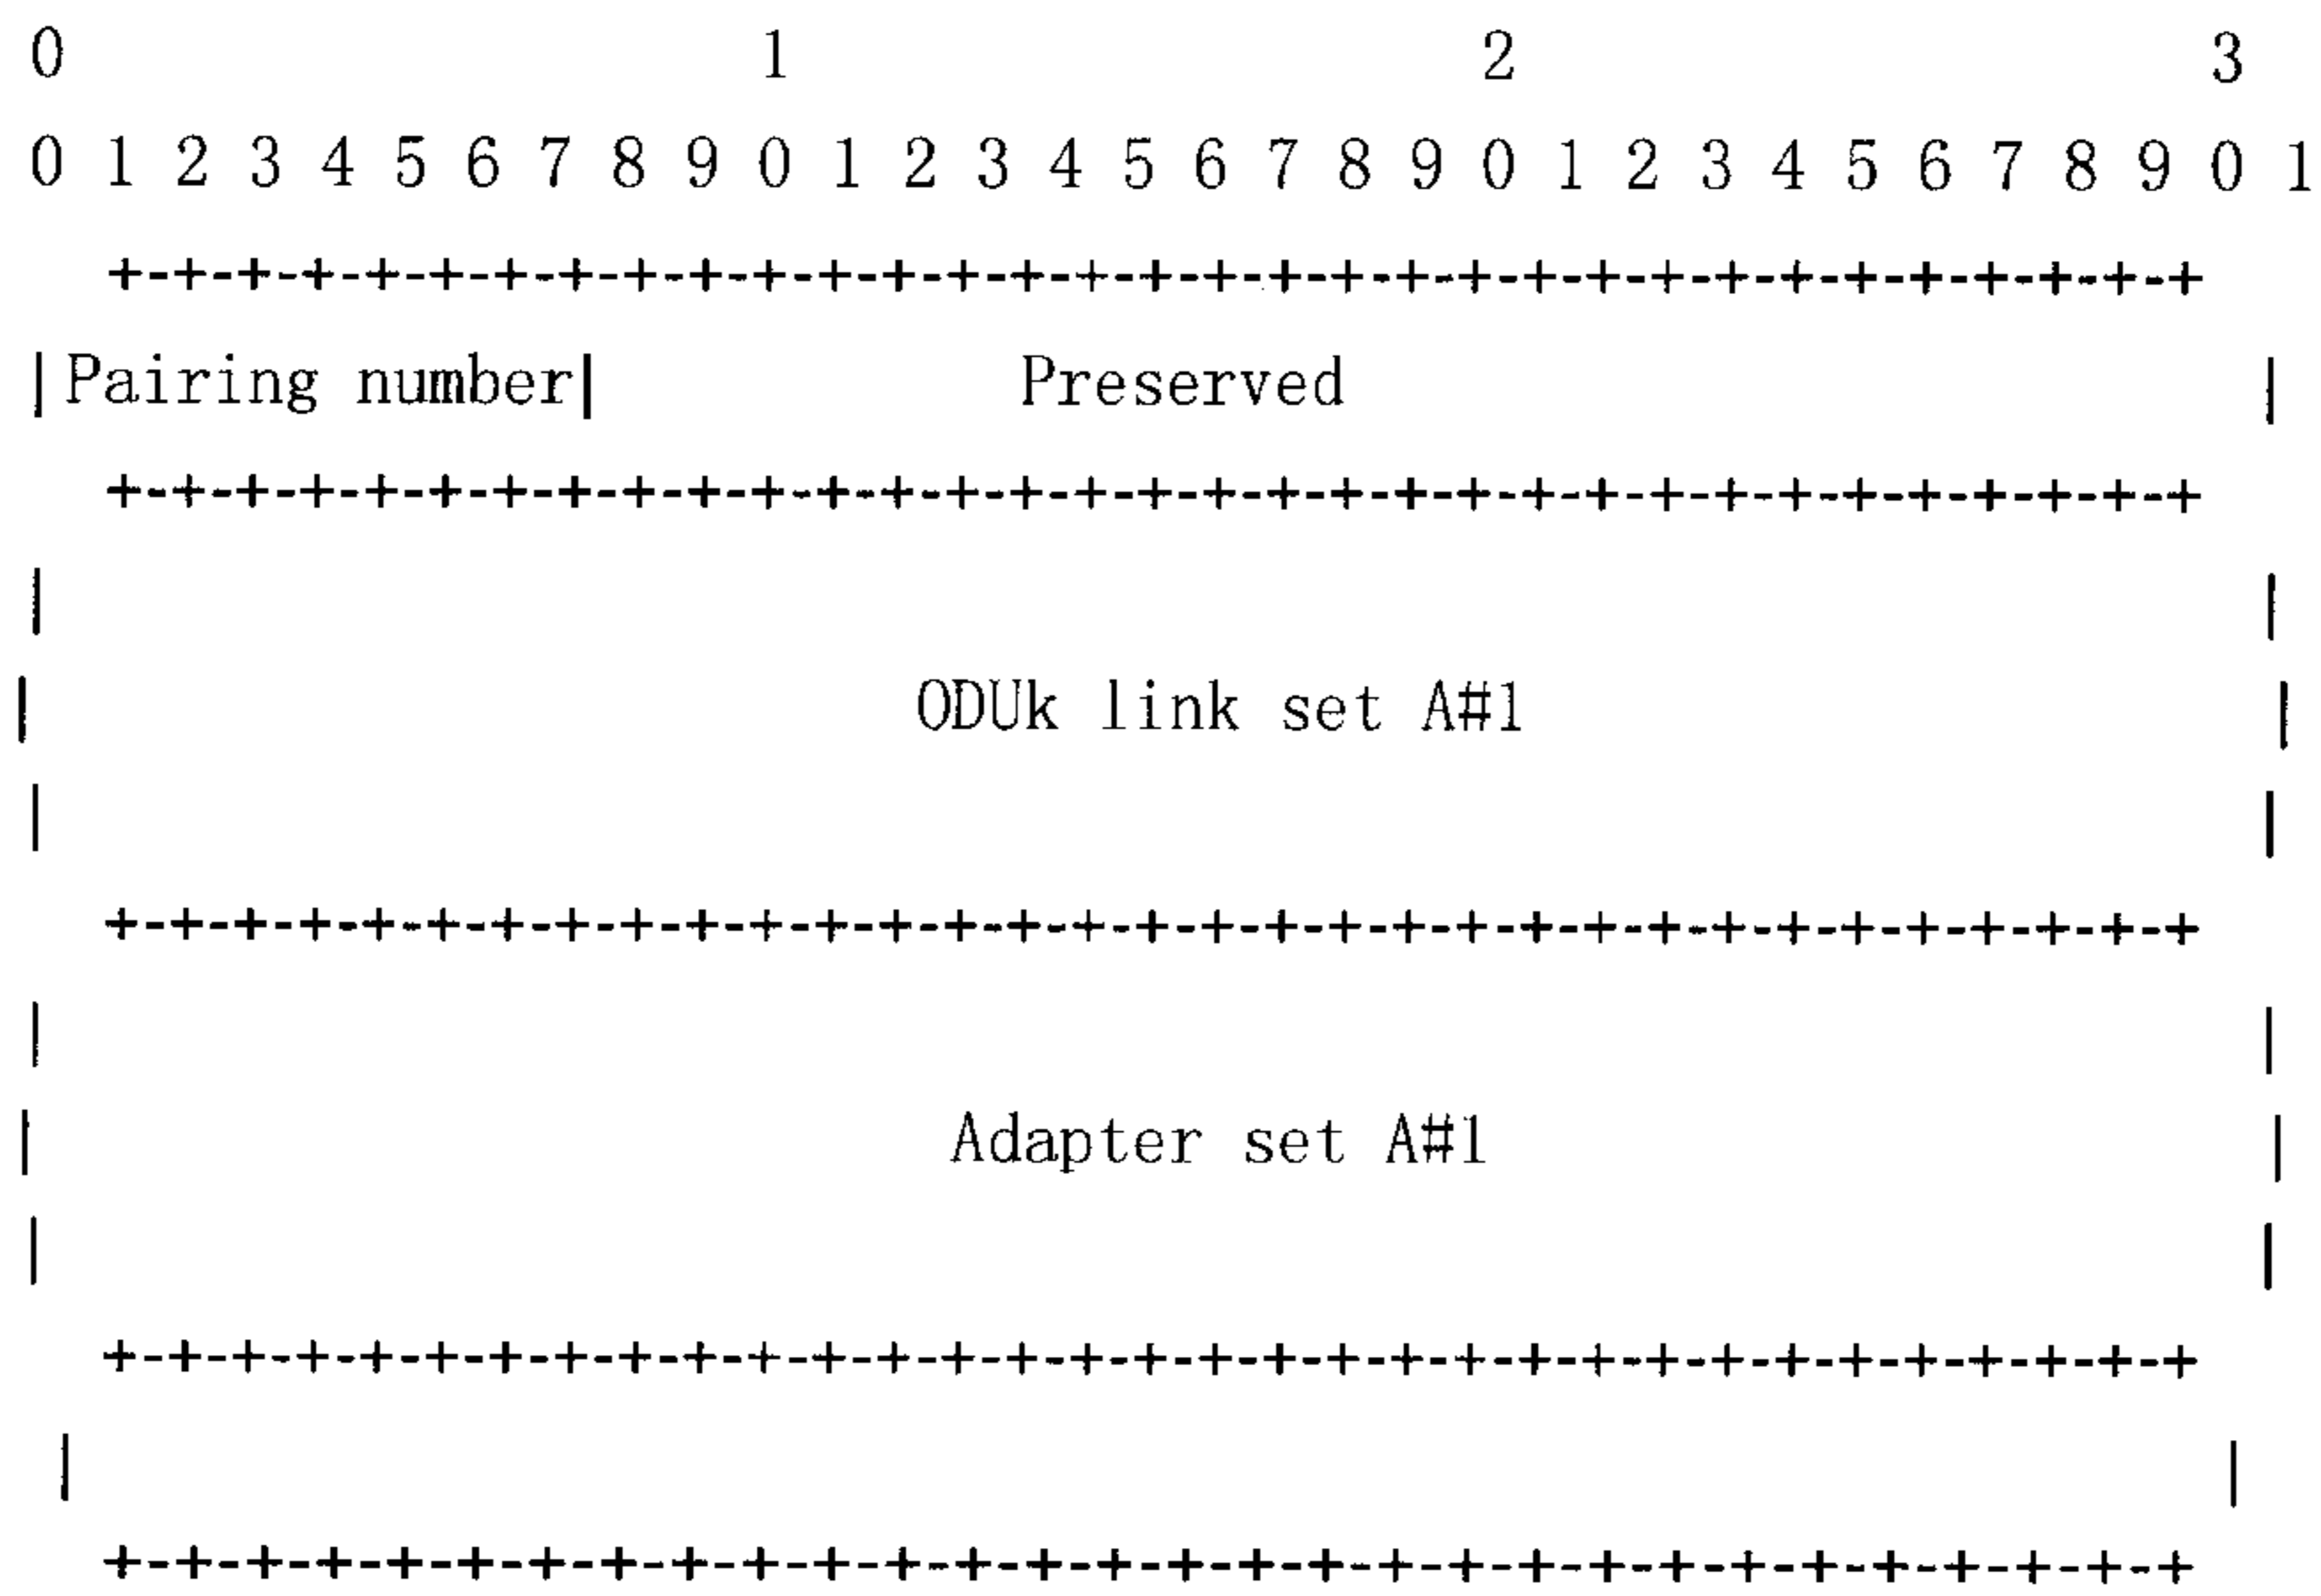 0 1 2 3
0 1 2 3 4 5 6 7 8 9 0 1 2 3 4 5 6 7 8 9 0 1 2 3 4 5 6 7 8 9 0 1
+-+-+-+-+-+-+-+-+-+-+-+-+-+-+-+-+-+-+-+-+-+-+-+-+-+-+-+-+-+-+-+-+
|Pairing number| Preserved |
+-+-+-+-+-+-+-+-+-+-+-+-+-+-+-+-+-+-+-+-+-+-+-+-+-+-+-+-+-+-+-+-+
| |
| ODUk link set A#1 |
| |
+-+-+-+-+-+-+-+-+-+-+-+-+-+-+-+-+-+-+-+-+-+-+-+-+-+-+-+-+-+-+-+-+
| |
| Adapter set A#1 |
| |
+-+-+-+-+-+-+-+-+-+-+-+-+-+-+-+-+-+-+-+-+-+-+-+-+-+-+-+-+-+-+-+-+
| |
+-+-+-+-+-+-+-+-+-+-+-+-+-+-+-+-+-+-+-+-+-+-+-+-+-+-+-+-+-+